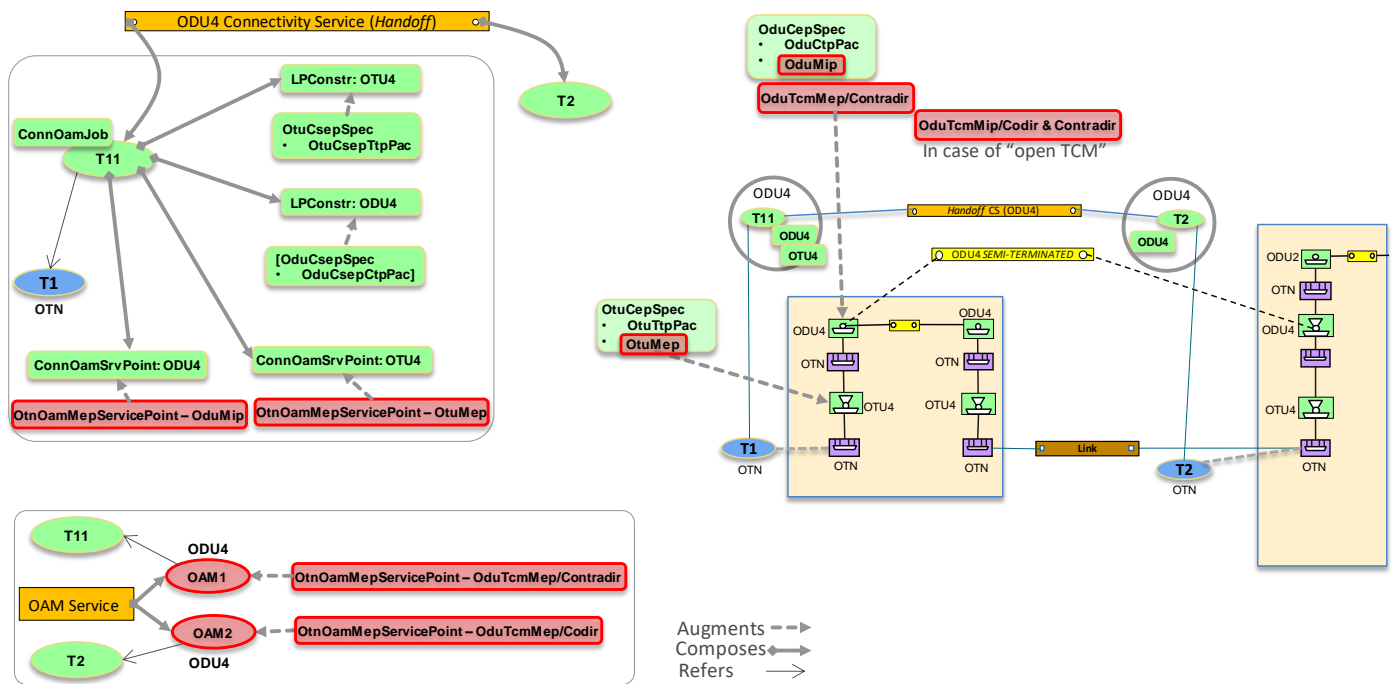 ODU4 Connectivity Service (Handoff)
T2
LPConstr: OTU4
OtuCsepSpec
• OtuCsepTtpPac
ConnOamJob
T11
LPConstr: ODU4
[OduCsepSpec
• OduCsepCtpPac]
T1
OTN
ConnOamSrvPoint: ODU4
ConnOamSrvPoint: OTU4
OtnOamMepServicePoint – OduMip
OtnOamMepServicePoint – OtuMep
T11
ODU4
OAM1
OtnOamMepServicePoint – OduTcmMep/Contradir
OAM Service
OAM2
OtnOamMepServicePoint – OduTcmMep/Codir
T2
ODU4
Augments
Composes
Refers
OduCepSpec
• OduCtpPac
• OduMip
OduTcmMep/Contradir
OduTcmMip/Codir & Contradir
In case of “open TCM”
ODU4
T11
ODU4
OTU4
Handoff CS (ODU4)
ODU4
T2
ODU4
ODU4 SEMI-TERMINATED
OtuCepSpec
• OtuTtpPac
• OtuMep
ODU4
ODU4
OTN
OTN
OTU4
OTU4
OTN
OTN
T1
OTN
Link
T2
OTN
ODU2
OTN
ODU4
OTU4
OTN